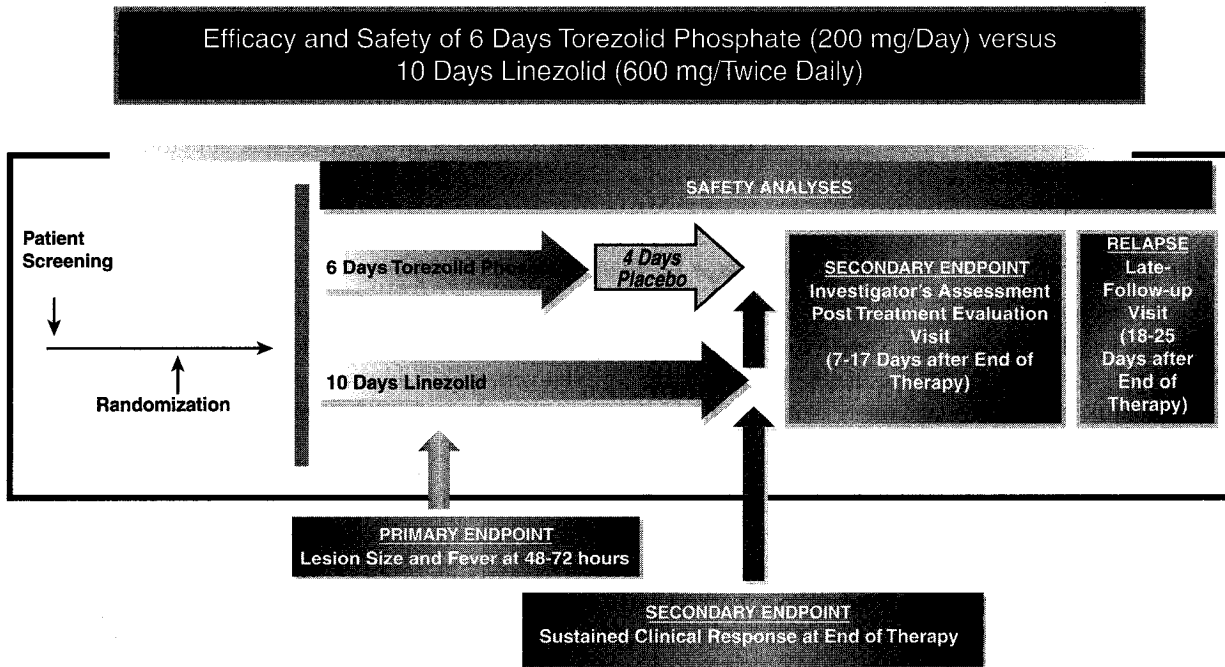 Efficacy and Safety of 6 Days Torezolid Phosphate (200 mg/Day) versus
10 Days Linezolid (600 mg/Twice Daily)
SAFETY ANALYSES
Patient
Screening
Randomization
6 Days Torezolid Phos
4 Days
Placebo
10 Days Linezolid
SECONDARY ENDPOINT
Investigator's Assessment
Post Treatment Evaluation
Visit
(7-17 Days after End of
Therapy)
RELAPSE
Late-
Follow-up
Visit
(18-25
Days after
End of
Therapy)
PRIMARY ENDPOINT
Lesion Size and Fever at 48-72 hours
SECONDARY ENDPOINT
Sustained Clinical Response at End of Therapy